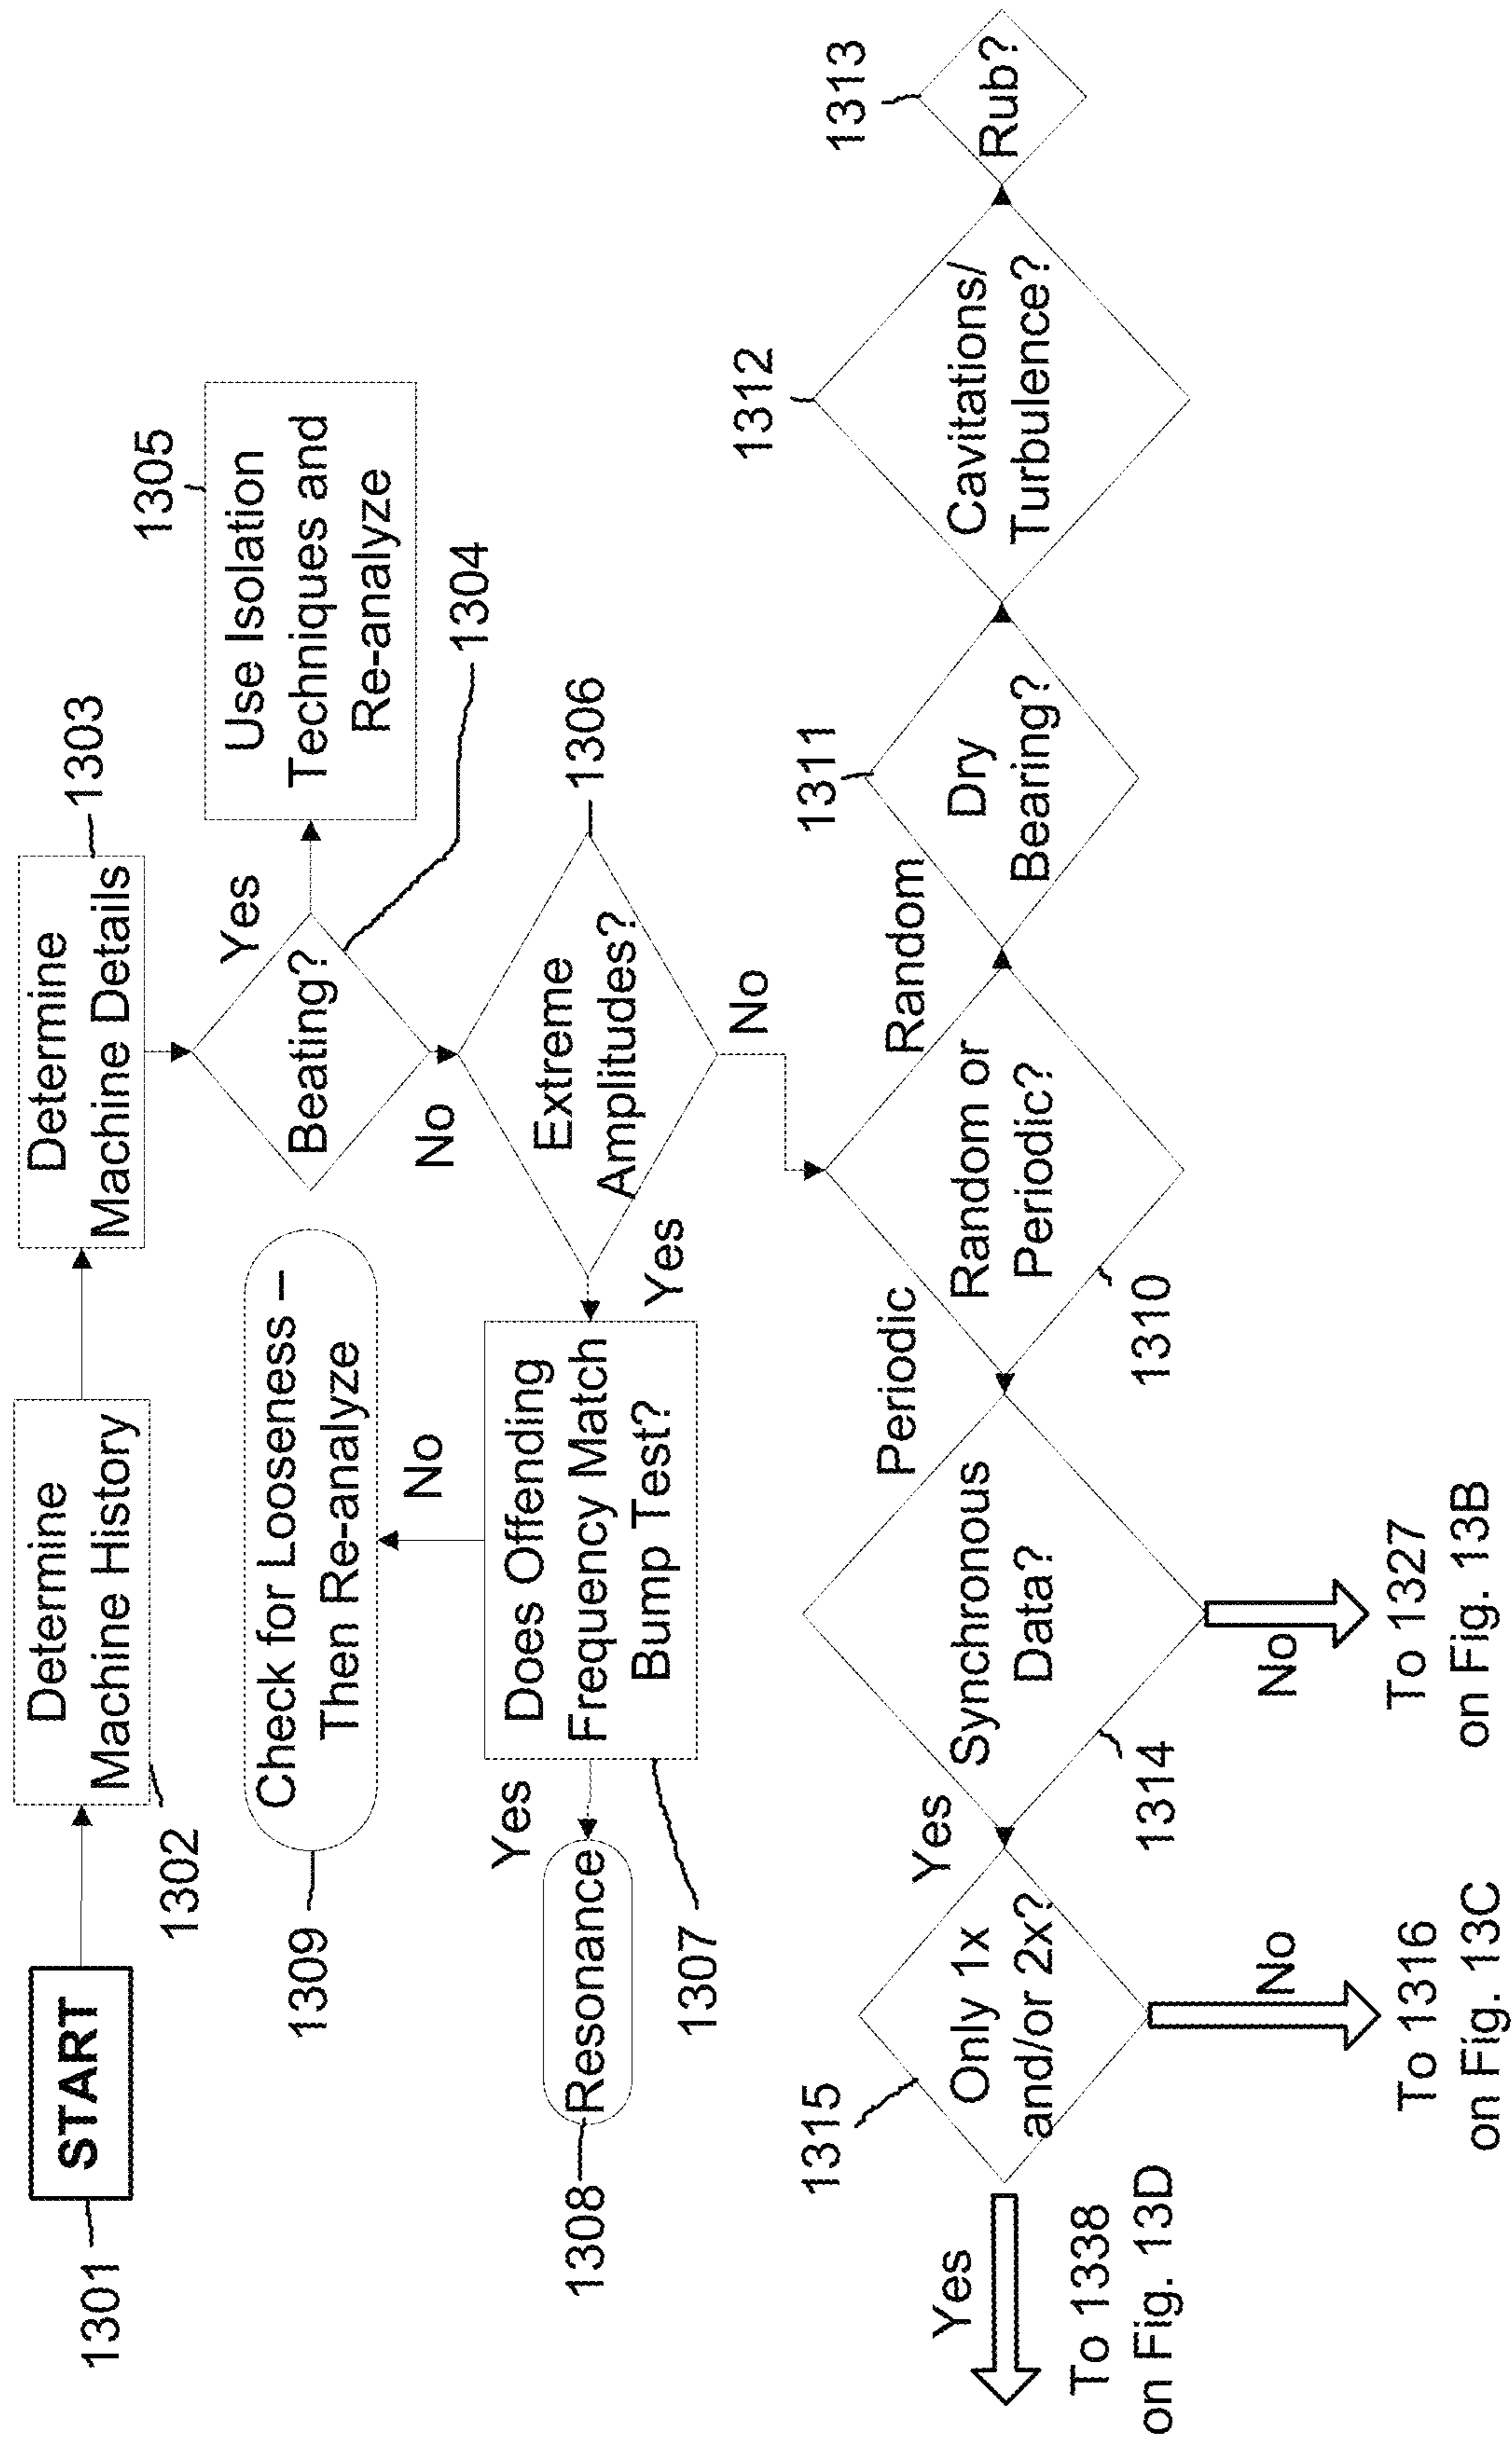 1301
START
1302
Determine
Machine History
Determine
Machine Details
1303
Beating?
1304
Yes
No
Use Isolation
Techniques and
Re-analyze
1305
Extreme
Amplitudes?
1306
Yes
No
Does Offending
Frequency Match
Bump Test?
1307
Yes
No
1308
Resonance
1309
Check for Looseness –
Then Re-analyze
Random or
Periodic?
1310
Random
Periodic
Dry
Bearing?
1311
Cavitations/
Turbulence?
1312
Rub?
1313
Synchronous
Data?
1314
Yes
No
To 1327
on Fig. 13B
Only 1x
and/or 2x?
1315
No
To 1316
on Fig. 13C
Yes
To 1338
on Fig. 13D